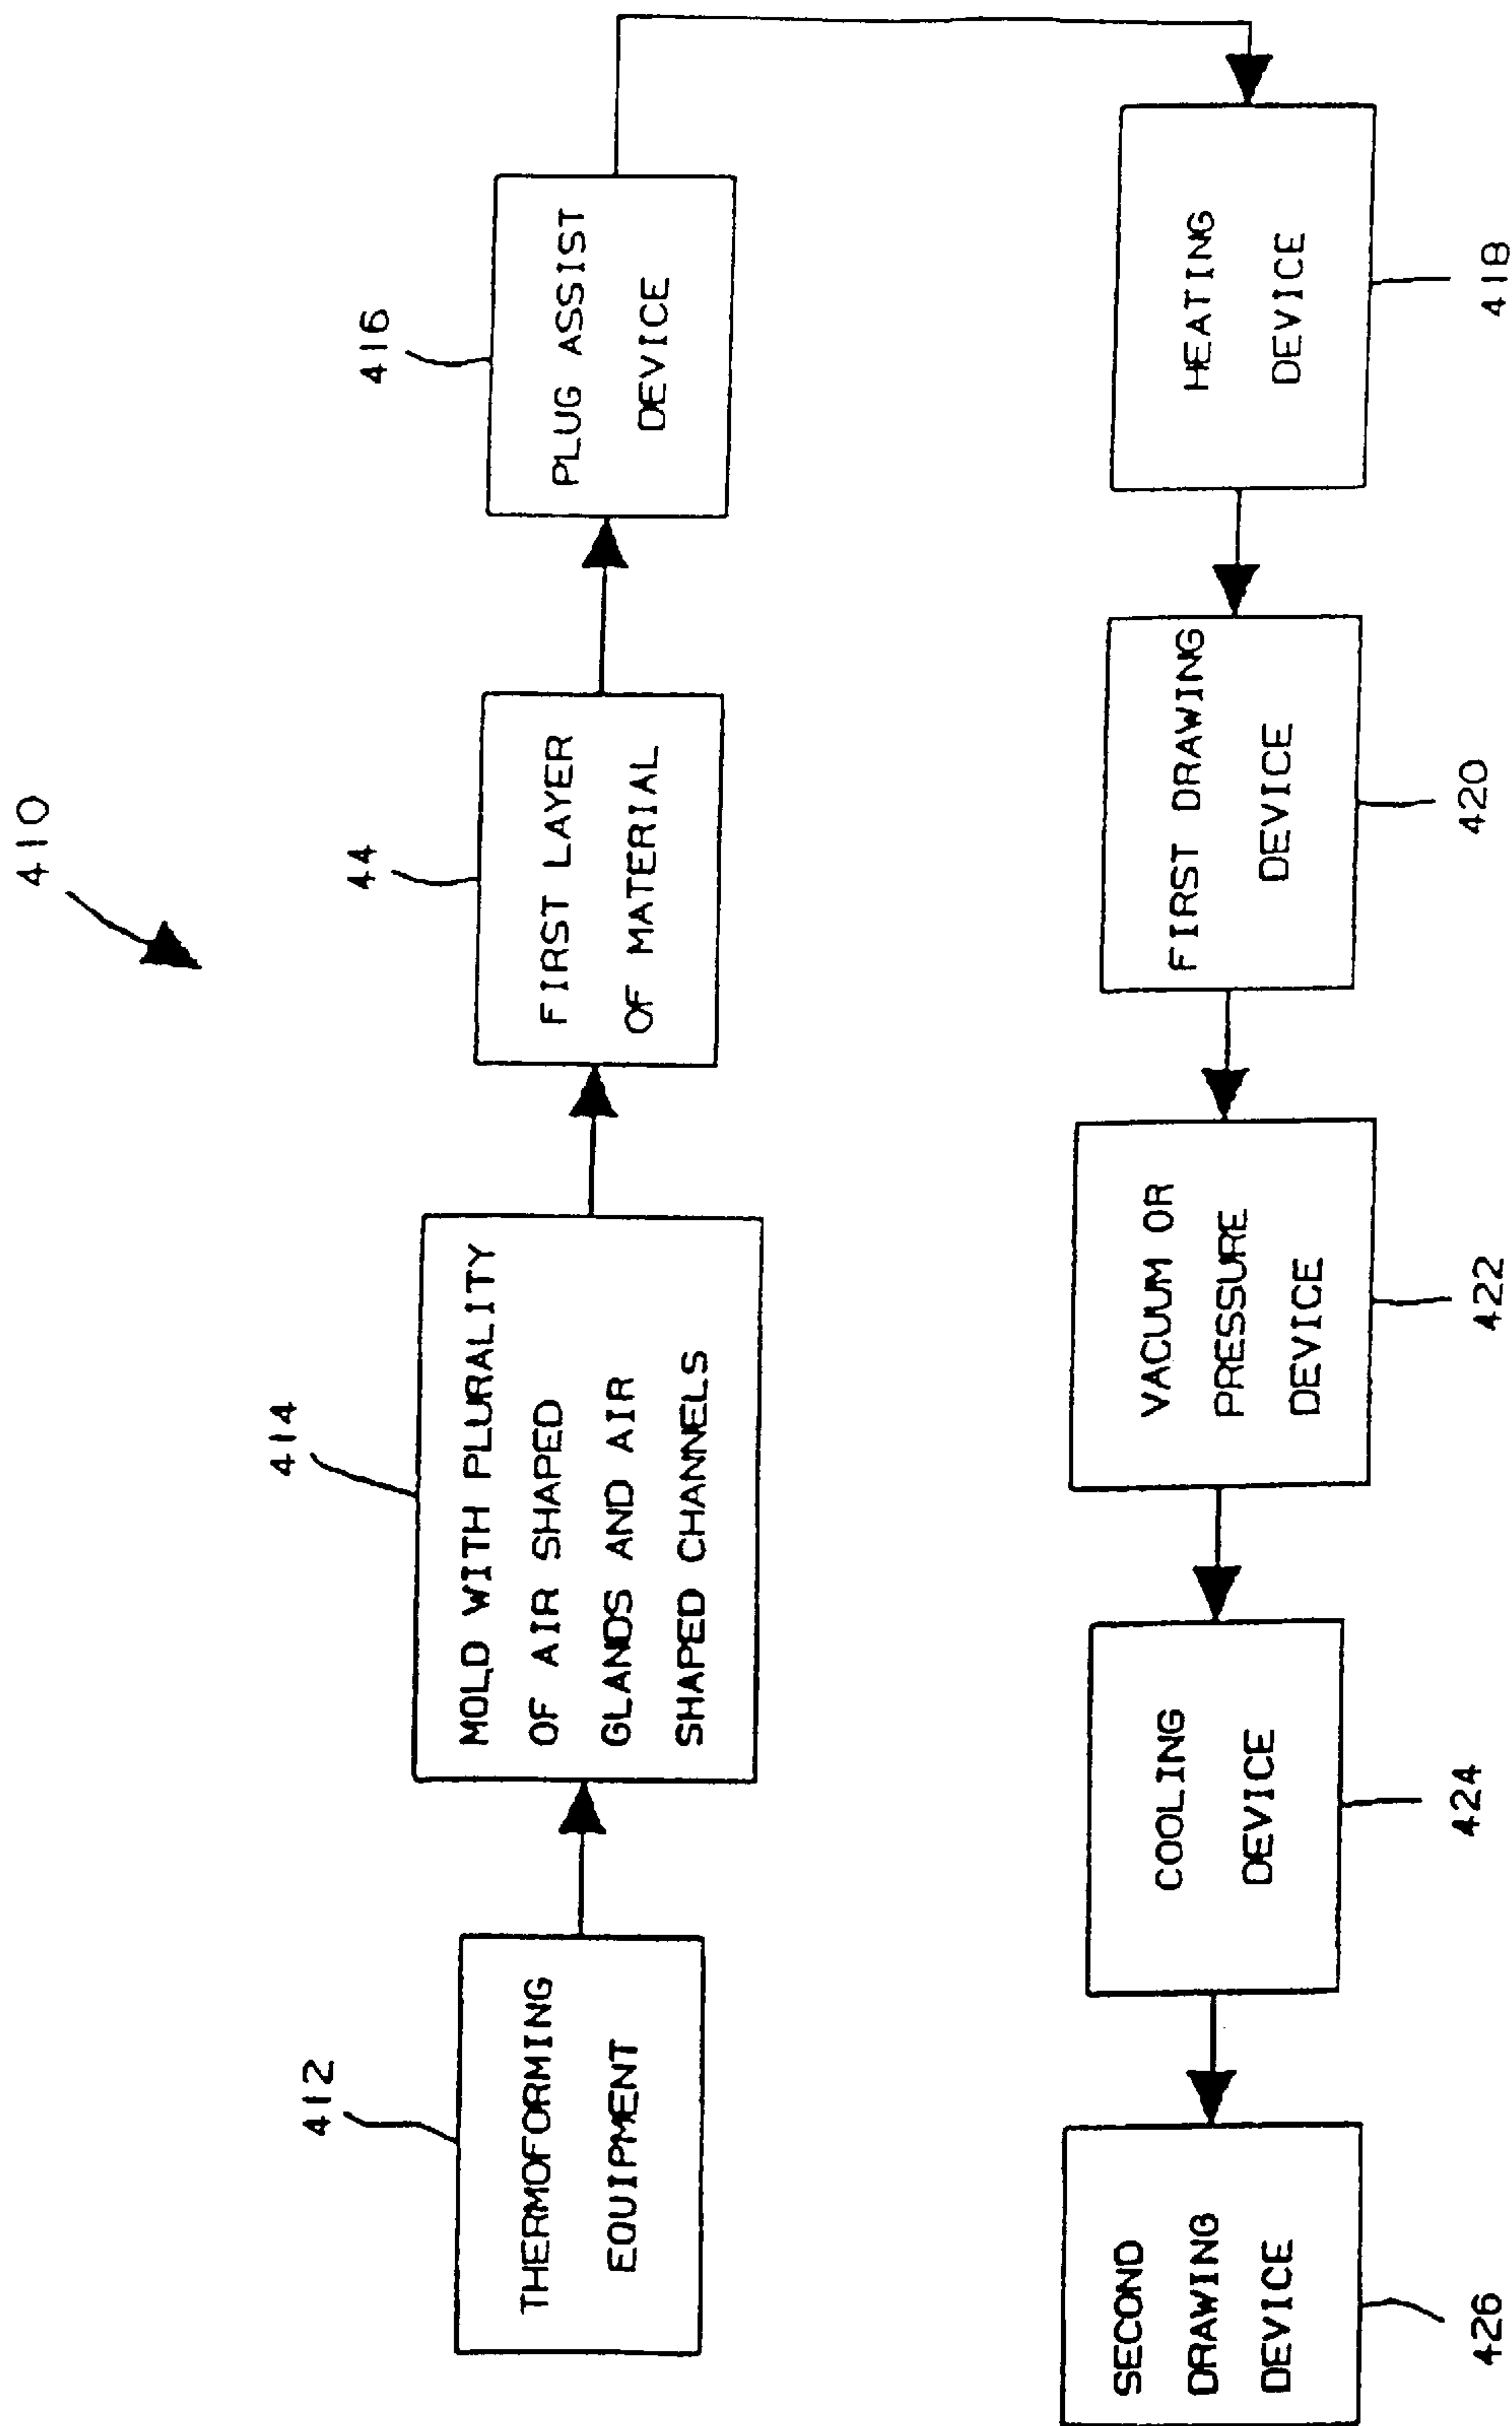 410
412
THERMOFORMING
EQUIPMENT
414
MOLD WITH PLURALITY
OF AIR SHAPED
GLANDS AND AIR
SHAPED CHANNELS
44
FIRST LAYER
OF MATERIAL
416
PLUG ASSIST
DEVICE
HEATING
DEVICE
418
FIRST DRAWING
DEVICE
420
VACUUM OR
PRESSURE
DEVICE
422
COOLING
DEVICE
424
SECOND
DRAWING
DEVICE
426